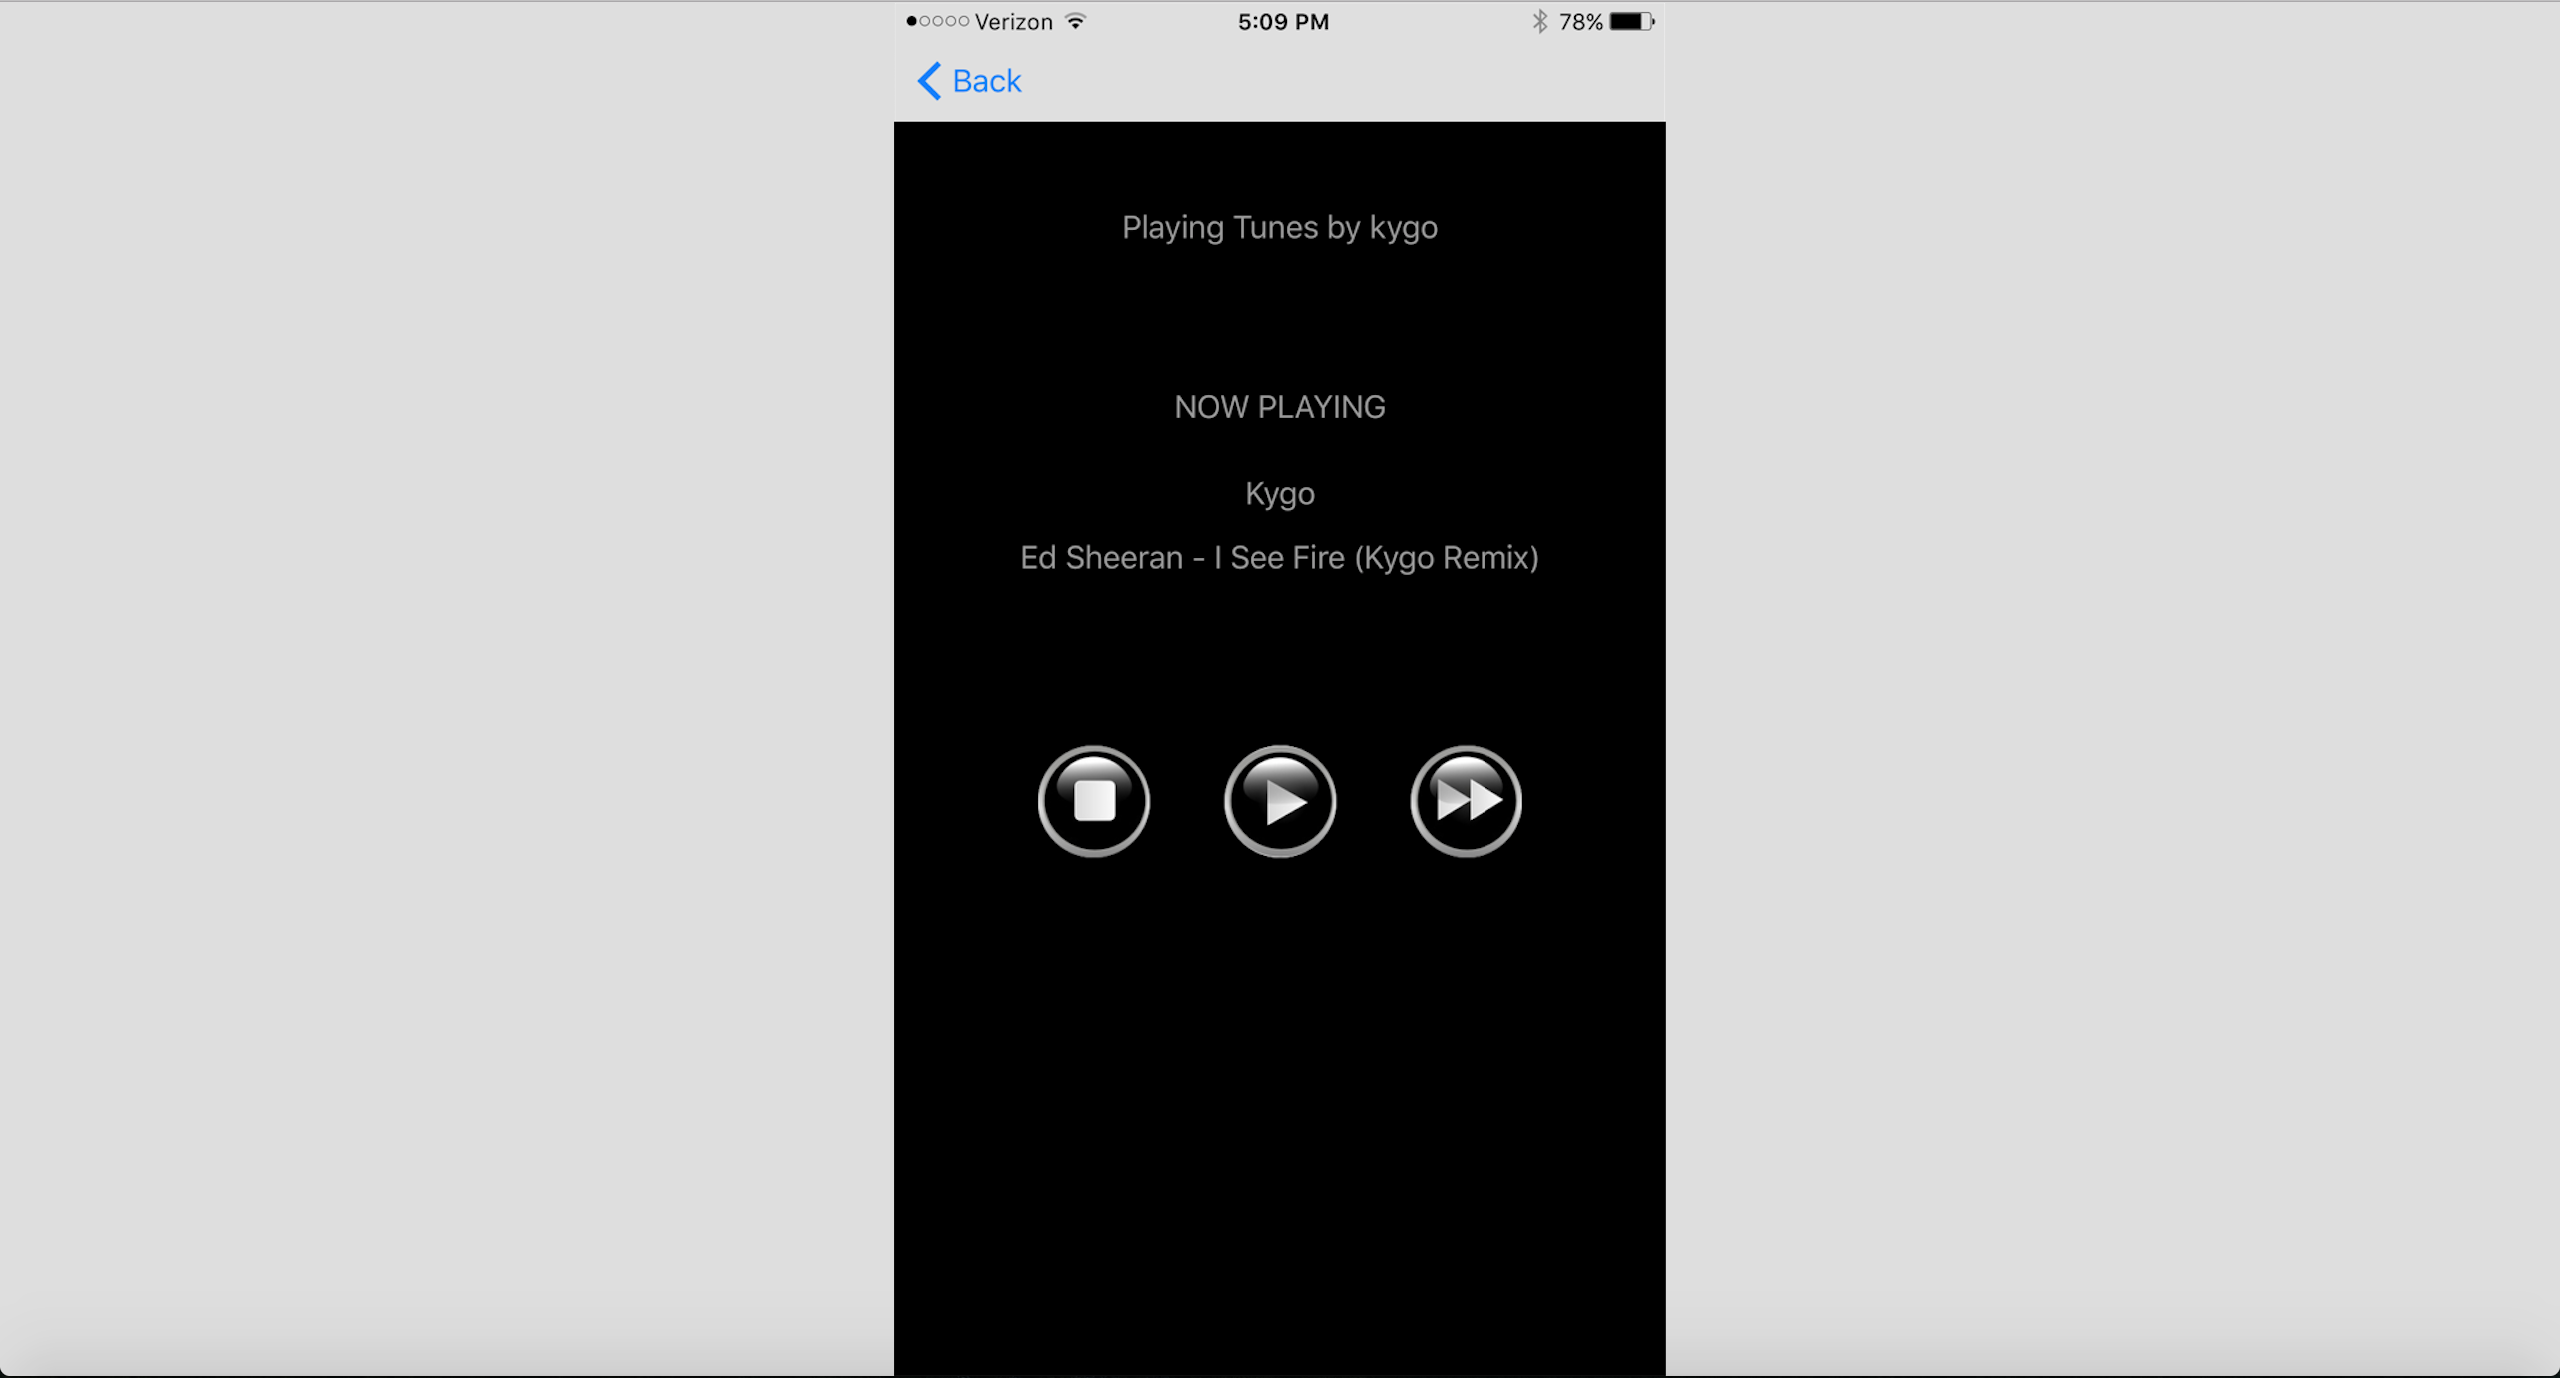 Verizon 5:09 PM 78%
Back
Playing Tunes by kygo
NOW PLAYING
Kygo
Ed Sheeran - I See Fire (Kygo Remix)